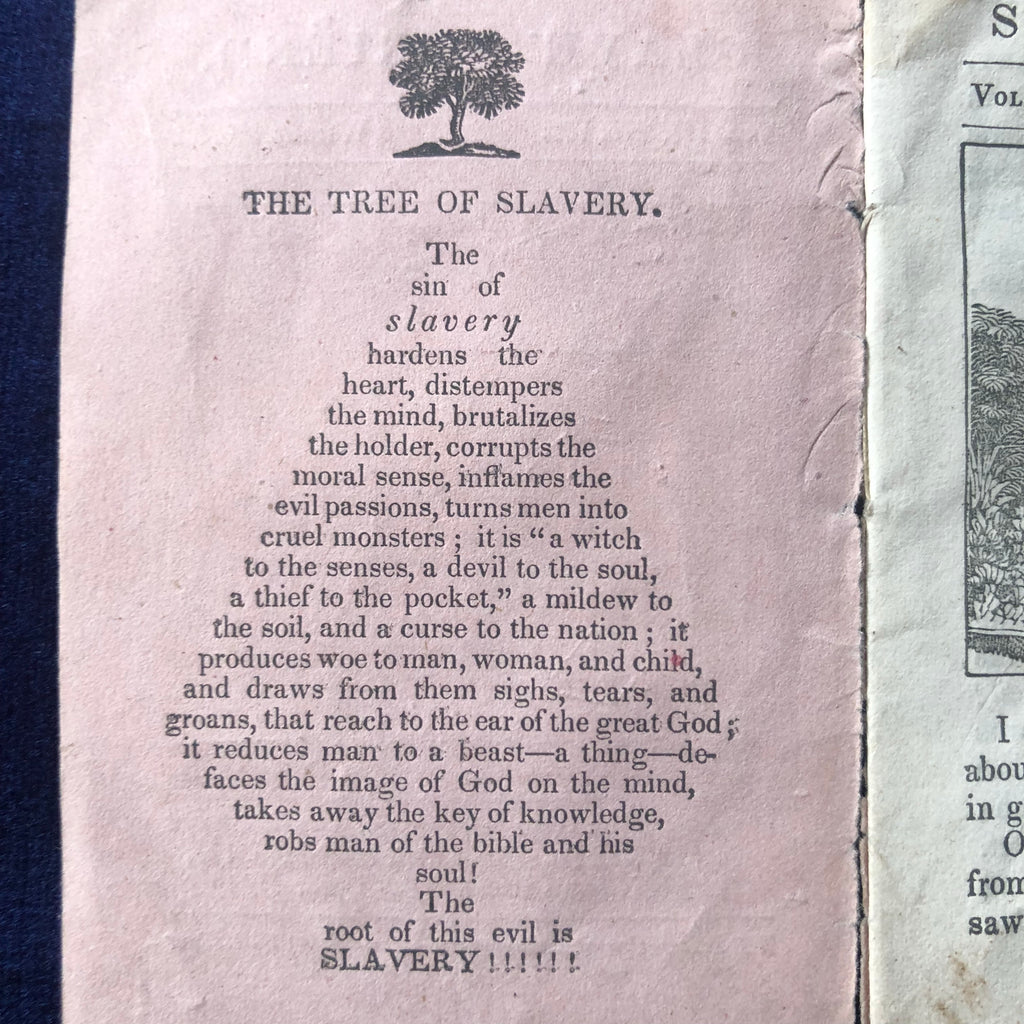 THE TREE OF SLAVERY.
The
sin of
slavery
hardens the
heart, distempers
the mind, brutalizes
the holder, corrupts the
moral sense, inflames the
evil passions, turns men into
cruel monsters ; it is “ a witch
to the senses, a devil to the soul,
a thief to the pocket,” a mildew to
the soil, and a curse to the nation ; it
produces woe to man, woman, and child,
and draws from them sighs, tears, and
groans, that reach to the ear of the great God ;
it reduces man to a beast—a thing—de-
faces the image of God on the mind,
takes away the key of knowledge,
robs man of the bible and his
soul!
The
root of this evil is
SLAVERY ! ! ! ! ! !
S
VOL
I
abou
in g
O
from
saw